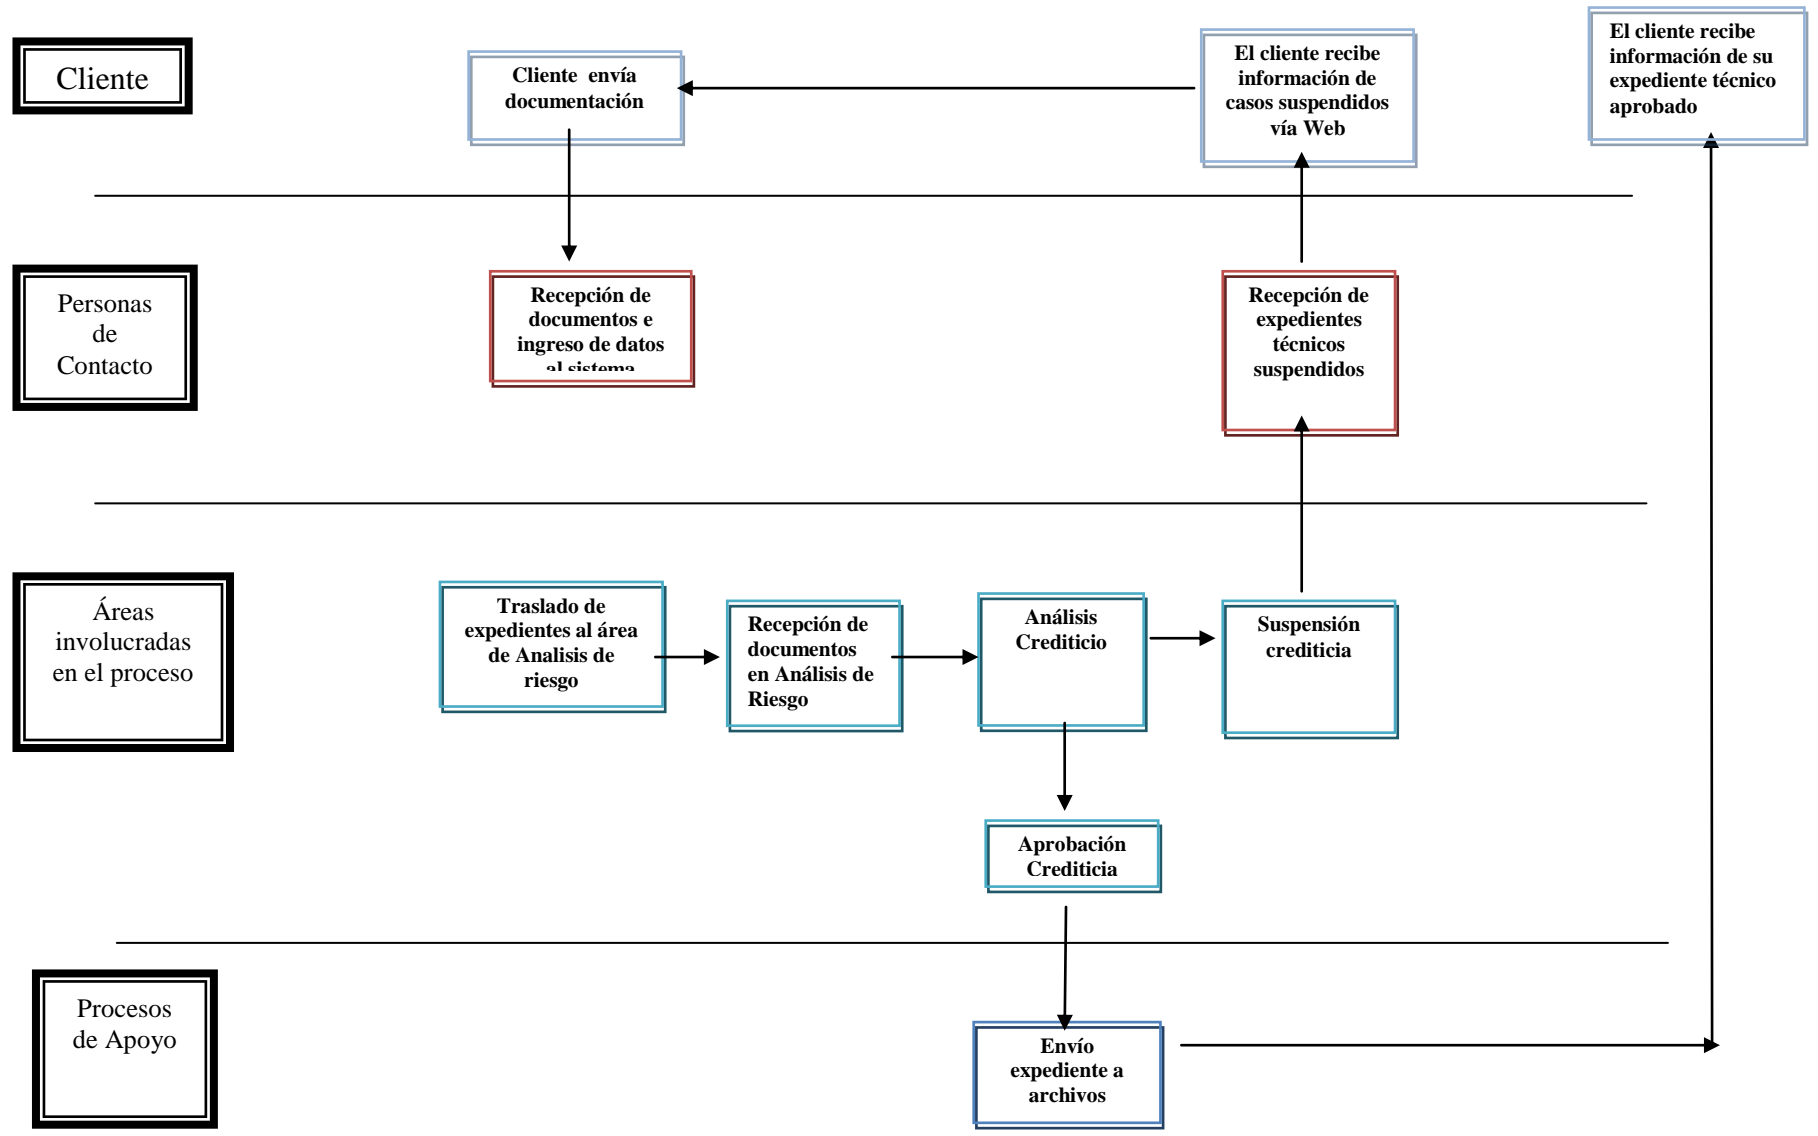 Cliente
Cliente envía
documentación
El cliente recibe
información de
casos suspendidos
vía Web
El cliente recibe
información de su
expediente técnico
aprobado
Personas
de
Contacto
Recepción de
documentos e
ingreso de datos
al sistema
Recepción de
expedientes
técnicos
suspendidos
Áreas
involucradas
en el proceso
Traslado de
expedientes al área
de Analisis de
riesgo
Recepción de
documentos
en Análisis de
Riesgo
Análisis
Crediticio
Suspensión
crediticia
Aprobación
Crediticia
Procesos
de Apoyo
Envío
expediente a
archivos